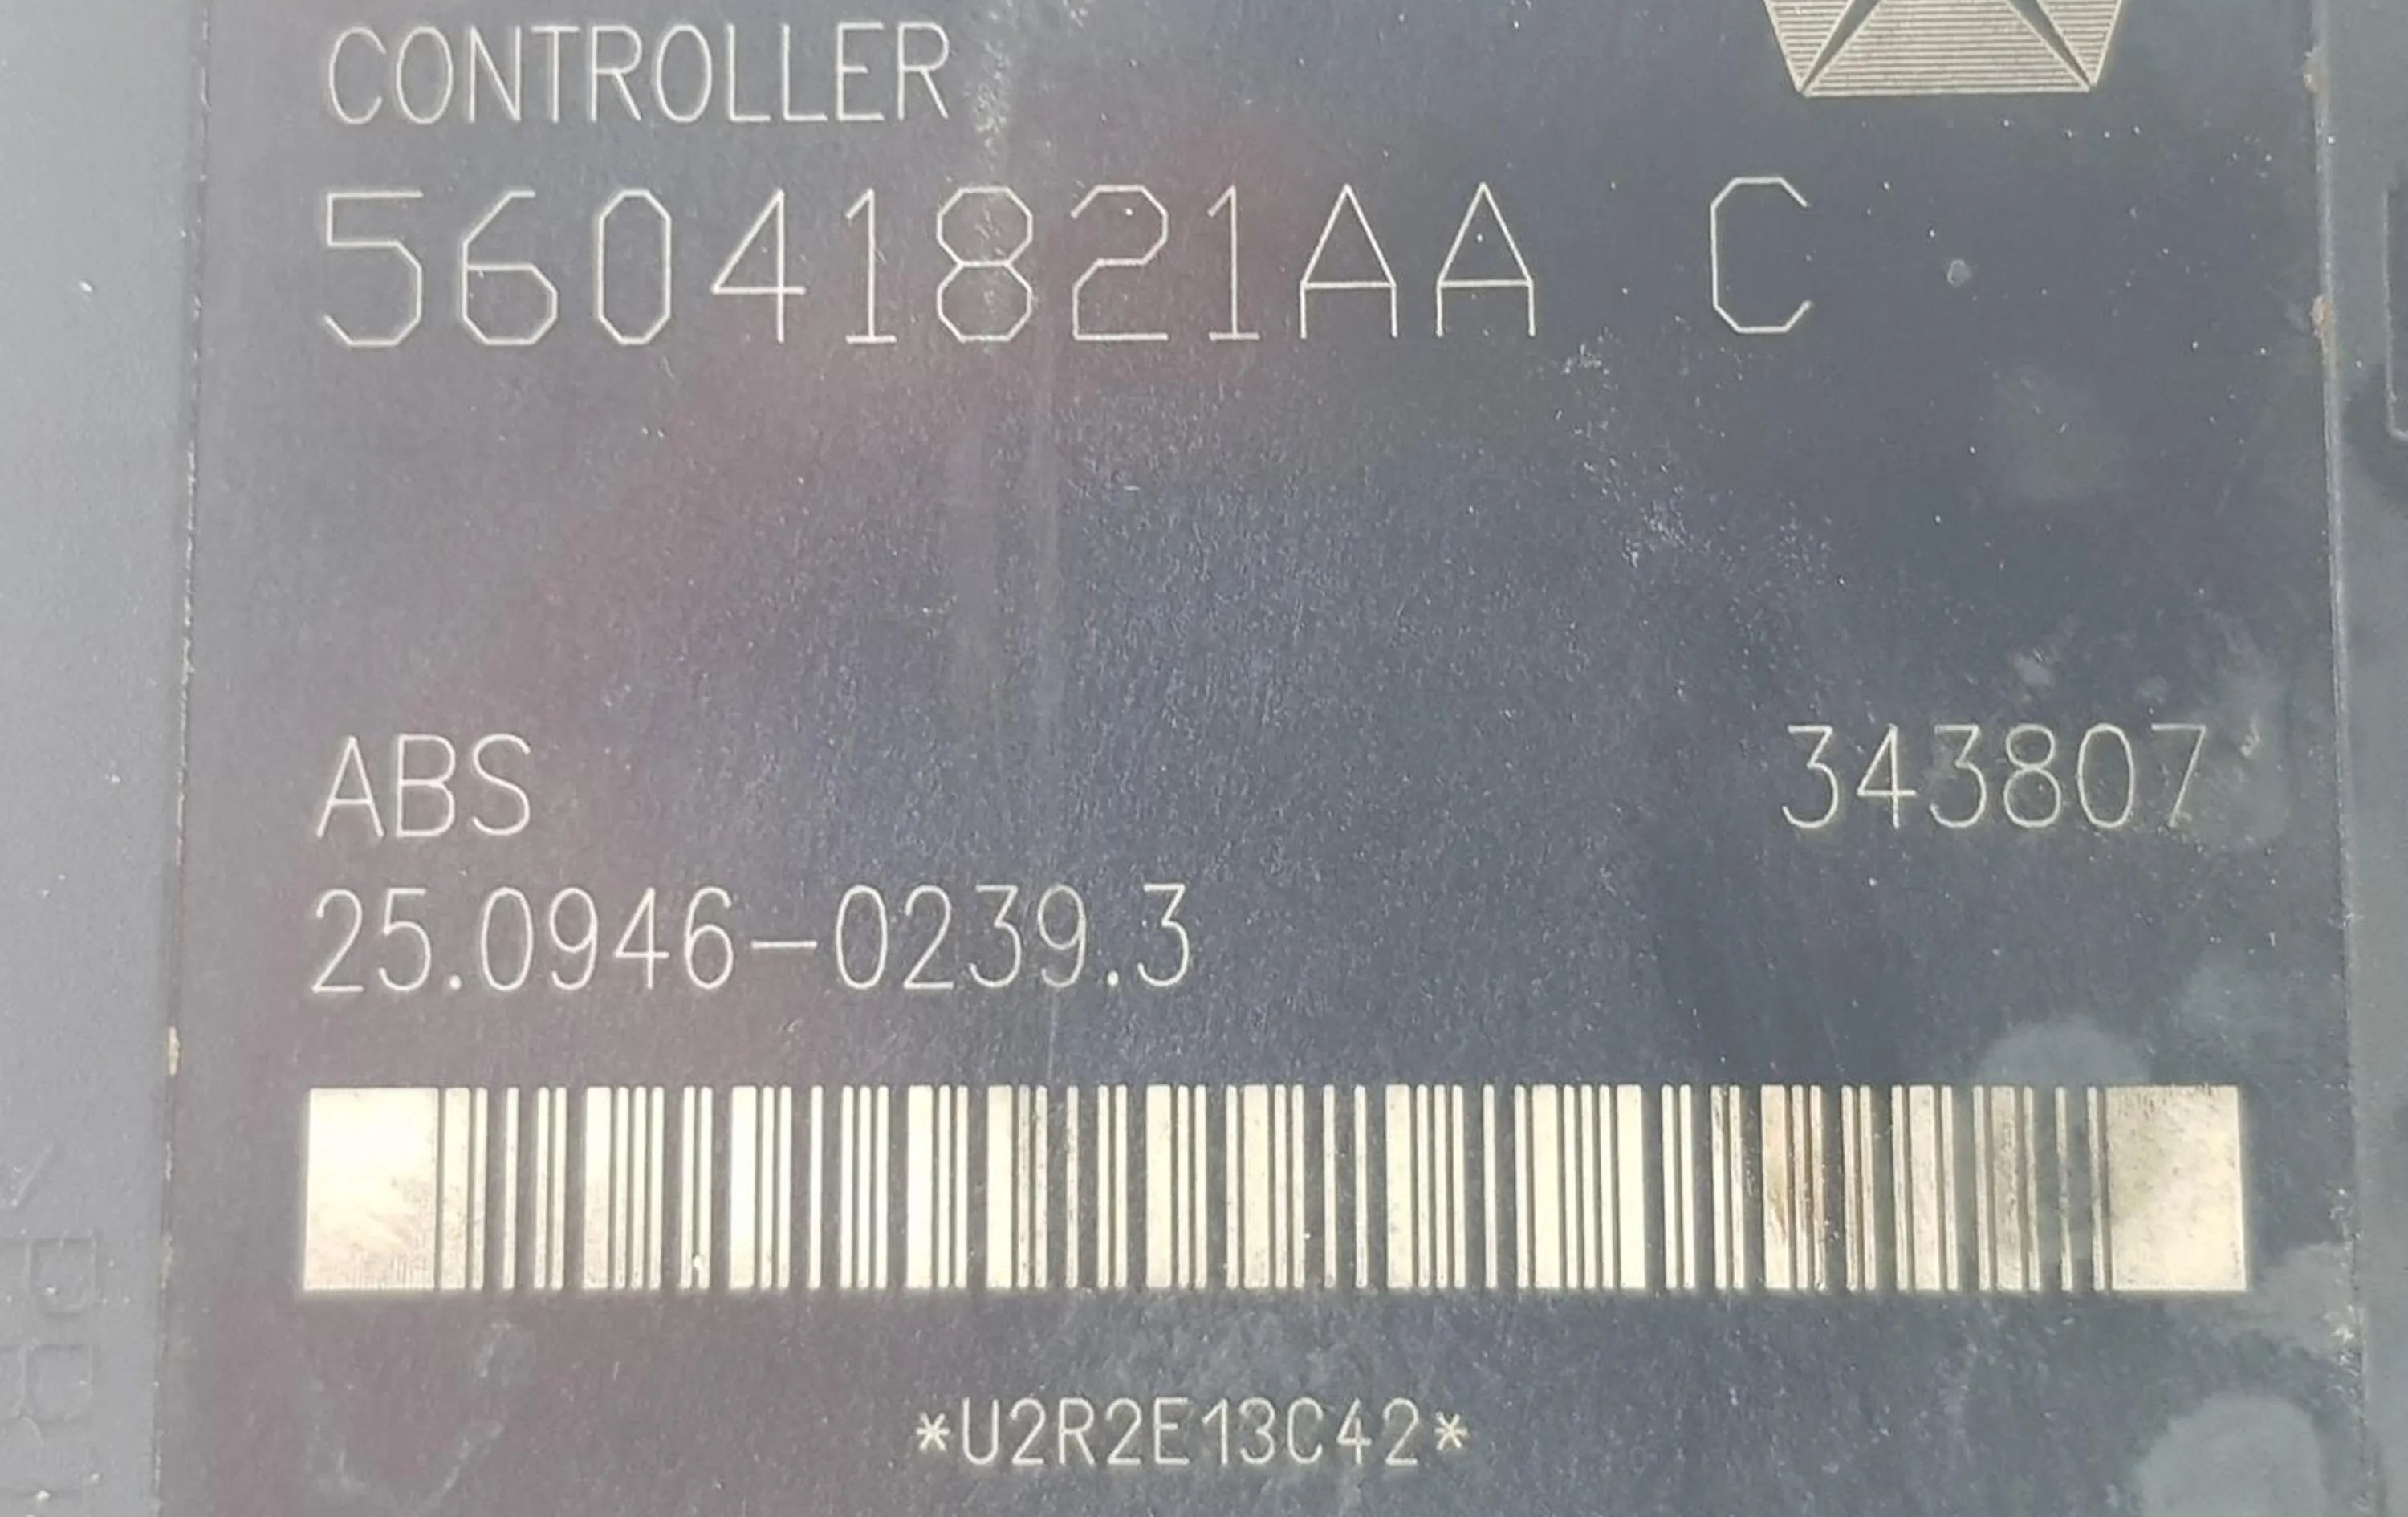 CONTROLLER
56041821AA C
ABS 343807
25.0946-0239.3
*U2R2E13C42*